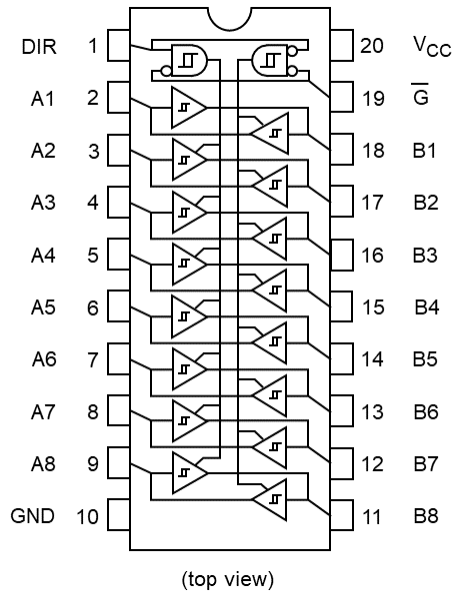 DIR 1 20 VCC
A1 2 19 G̅
A2 3 18 B1
A3 4 17 B2
A4 5 16 B3
A5 6 15 B4
A6 7 14 B5
A7 8 13 B6
A8 9 12 B7
GND 10 11 B8
(top view)